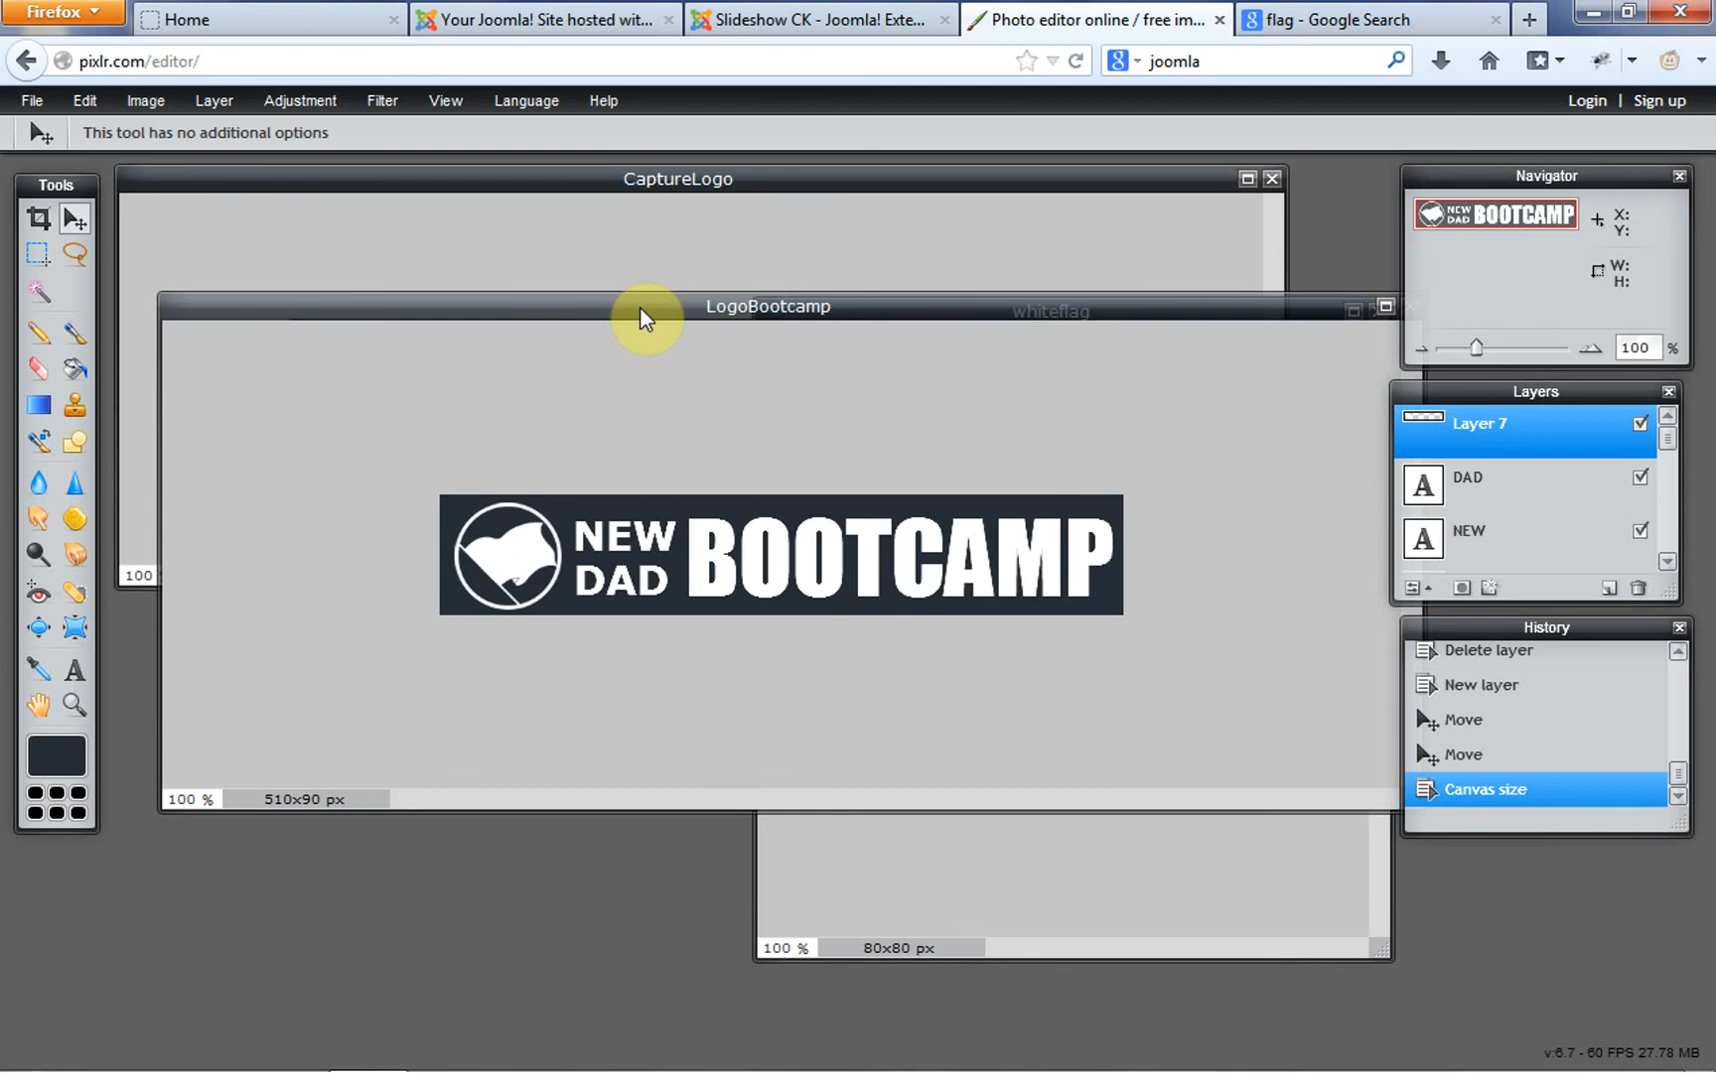 Firefox
Home
Your Joomla! Site hosted wit...
Slideshow CK - Joomla! Exte...
Photo editor online / free im...
flag - Google Search
pixlr.com/editor/
joomla
File Edit Image Layer Adjustment Filter View Language Help
Login | Sign up
This tool has no additional options
Tools
CaptureLogo
Navigator
NEW DAD BOOTCAMP
X:
Y:
W:
H:
100 %
LogoBootcamp
whiteflag
Layers
Layer 7
DAD
A
NEW
A
NEW
DAD
BOOTCAMP
100
History
Delete layer
New layer
Move
Move
Canvas size
A
100 %
510x90 px
100 %
80x80 px
v:6.7 - 60 FPS 27.78 MB